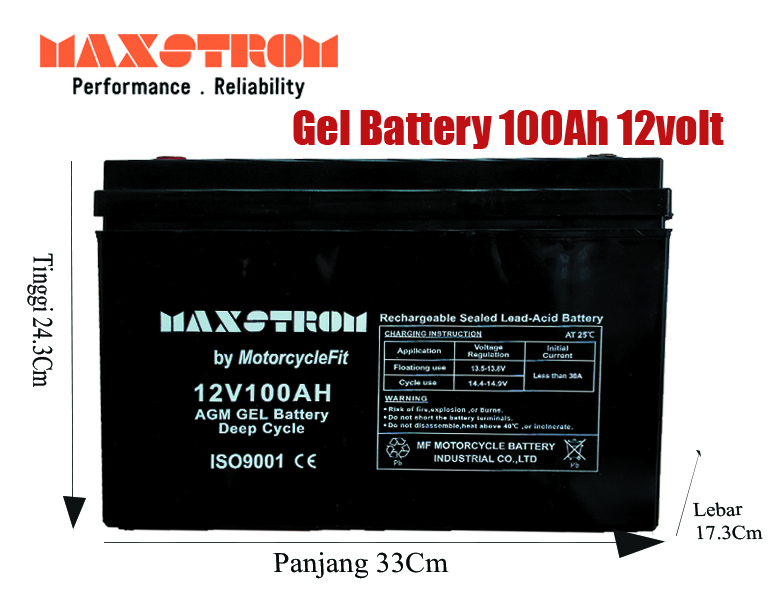 MAXSTROM
Performance . Reliability
Gel Battery 100Ah 12volt
Tinggi 24.3Cm
MAXSTROM
by MotorcycleFit
12V100AH
AGM GEL Battery
Deep Cycle
ISO9001 CE
Rechargeable Sealed Lead-Acid Battery
CHARGING INSTRUCTION AT 25℃
Application Voltage Regulation Initial Current
Floationg use 13.5-13.8V Less than 30A
Cycle use 14.4-14.9V
WARNING
• Risk of fire,explosion ,or Burne.
• Do not short the battery terminals.
• Do not disassemble,heat above 40℃ ,or incinerate.
Pb
MF MOTORCYCLE BATTERY
INDUSTRIAL CO.,LTD
Pb
Lebar
17.3Cm
Panjang 33Cm